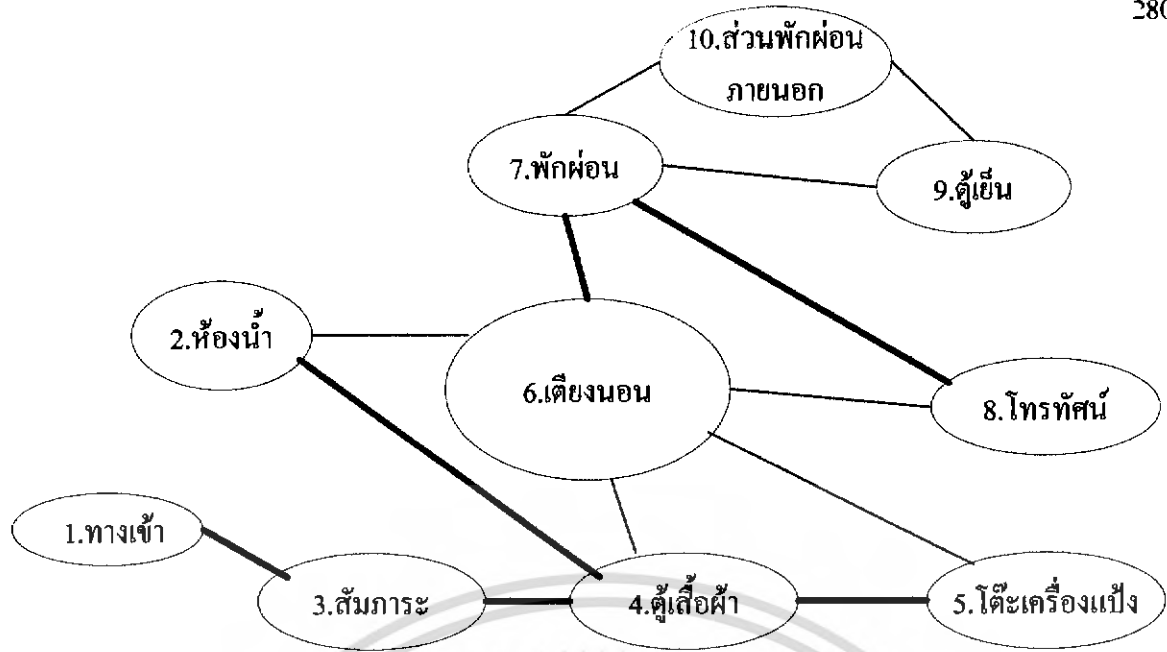 280
10.ส่วนพักผ่อน
ภายนอก
7.พักผ่อน
9.ตู้เย็น
2.ห้องน้ำ
6.เตียงนอน
8.โทรทัศน์
1.ทางเข้า
3.สัมภาระ
4.ตู้เสื้อผ้า
5.โต๊ะเครื่องแป้ง